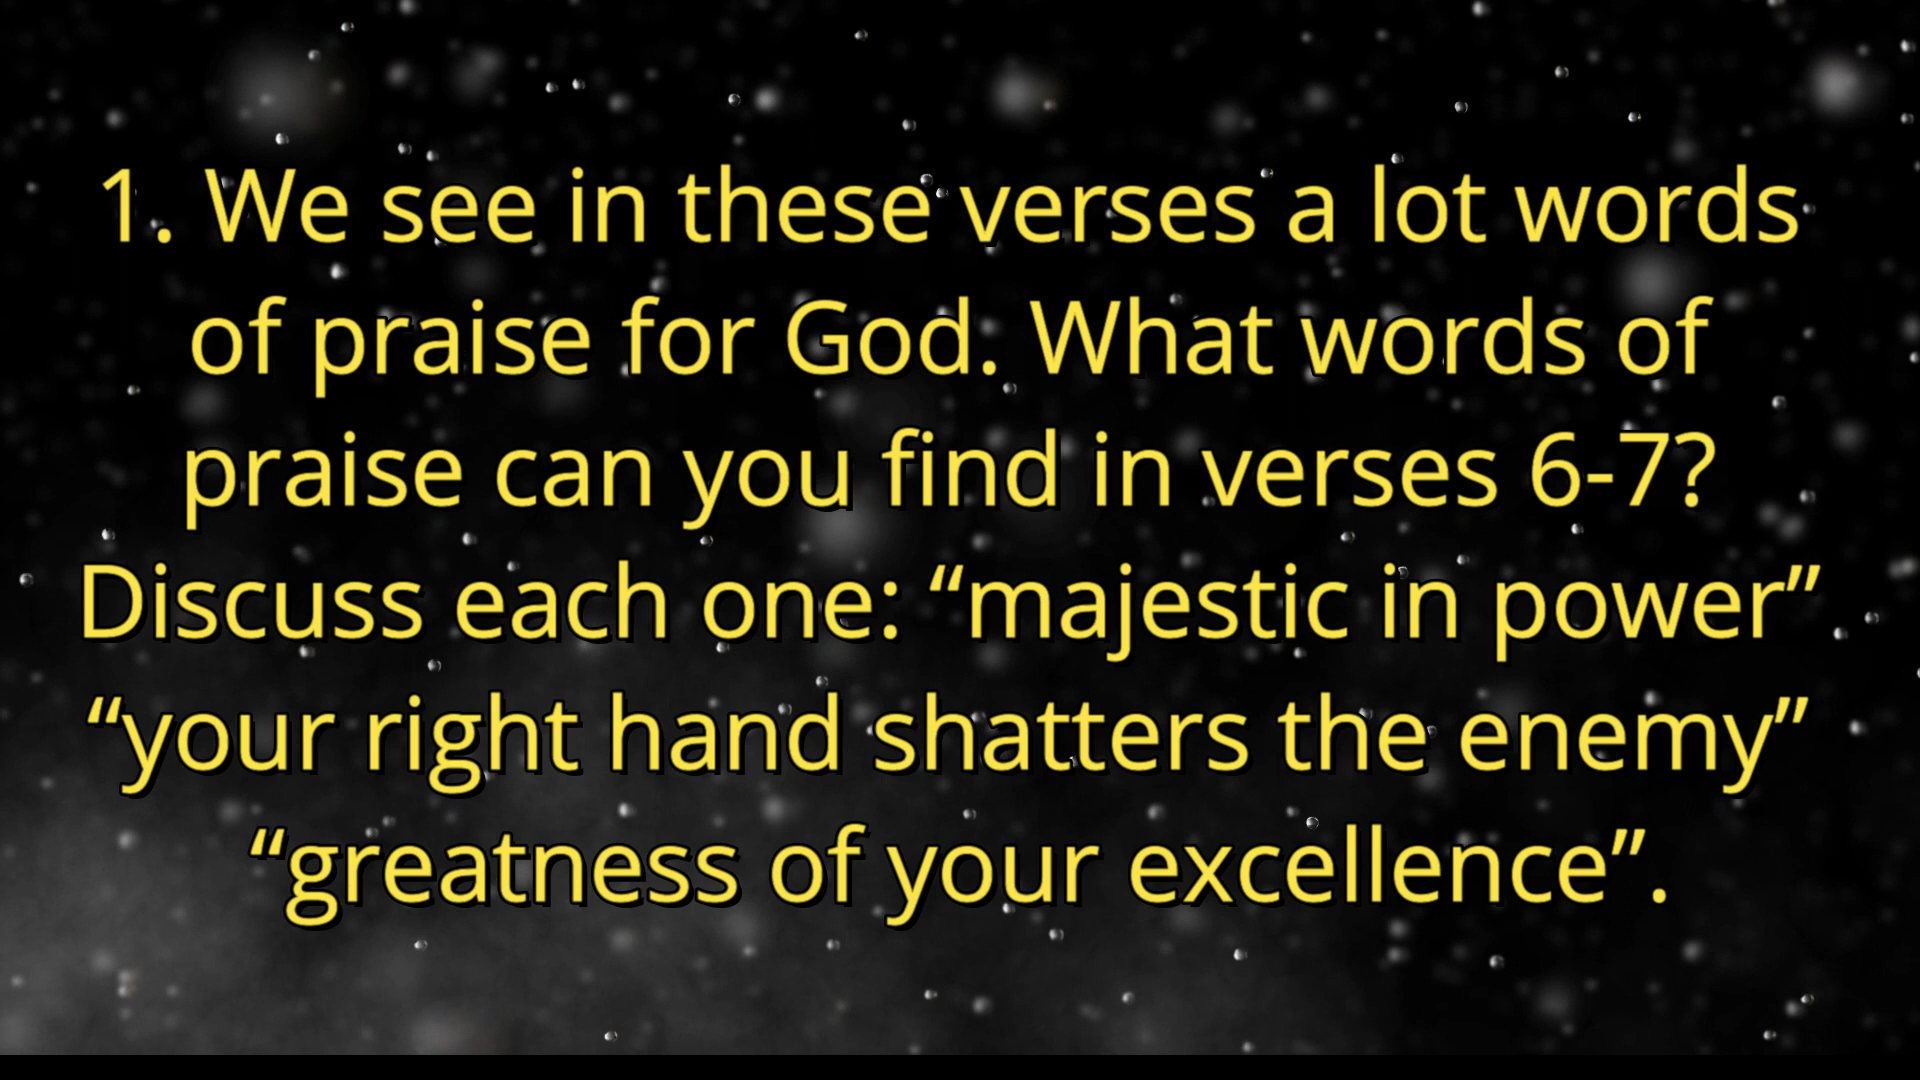 1. We see in these verses a lot words
of praise for God. What words of
praise can you find in verses 6-7?
Discuss each one: “majestic in power”
“your right hand shatters the enemy”
“greatness of your excellence”.